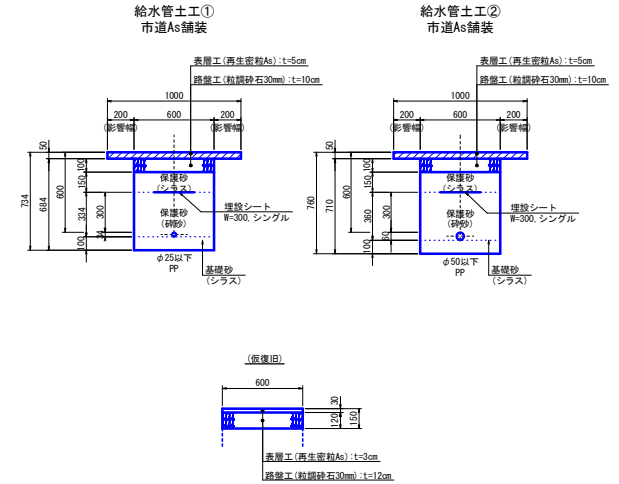 給水管土工①
市道As舗装
表層工(再生密粒As):t=5cm
路盤工(粒調砕石30mm):t=10cm
1000
200
600
200
(影響幅)
(影響幅)
50
100
150
600
734
684
334
300
34
100
保護砂
(シラス)
保護砂
(砕砂)
埋設シート
W=300,シングル
φ25以下
PP
基礎砂
(シラス)
給水管土工②
市道As舗装
表層工(再生密粒As):t=5cm
路盤工(粒調砕石30mm):t=10cm
1000
200
600
200
(影響幅)
(影響幅)
50
100
150
600
760
710
360
300
60
100
保護砂
(シラス)
保護砂
(砕砂)
埋設シート
W=300,シングル
φ50以下
PP
基礎砂
(シラス)
(仮復旧)
600
30
120
150
表層工(再生密粒As):t=3cm
路盤工(粒調砕石30mm):t=12cm